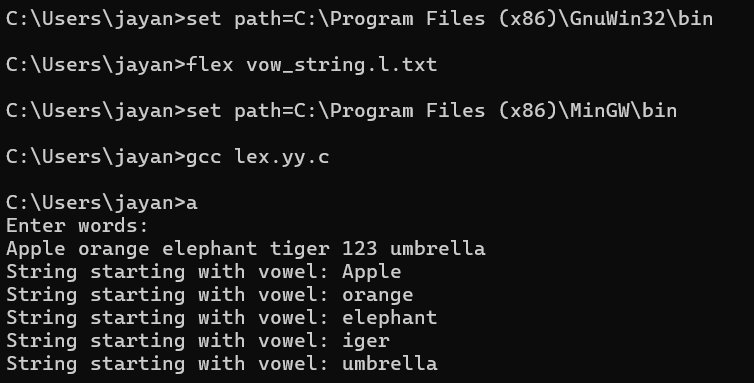 C:\Users\jayan>set path=C:\Program Files (x86)\GnuWin32\bin
C:\Users\jayan>flex vow_string.l.txt
C:\Users\jayan>set path=C:\Program Files (x86)\MinGW\bin
C:\Users\jayan>gcc lex.yy.c
C:\Users\jayan>a
Enter words:
Apple orange elephant tiger 123 umbrella
String starting with vowel: Apple
String starting with vowel: orange
String starting with vowel: elephant
String starting with vowel: iger
String starting with vowel: umbrella